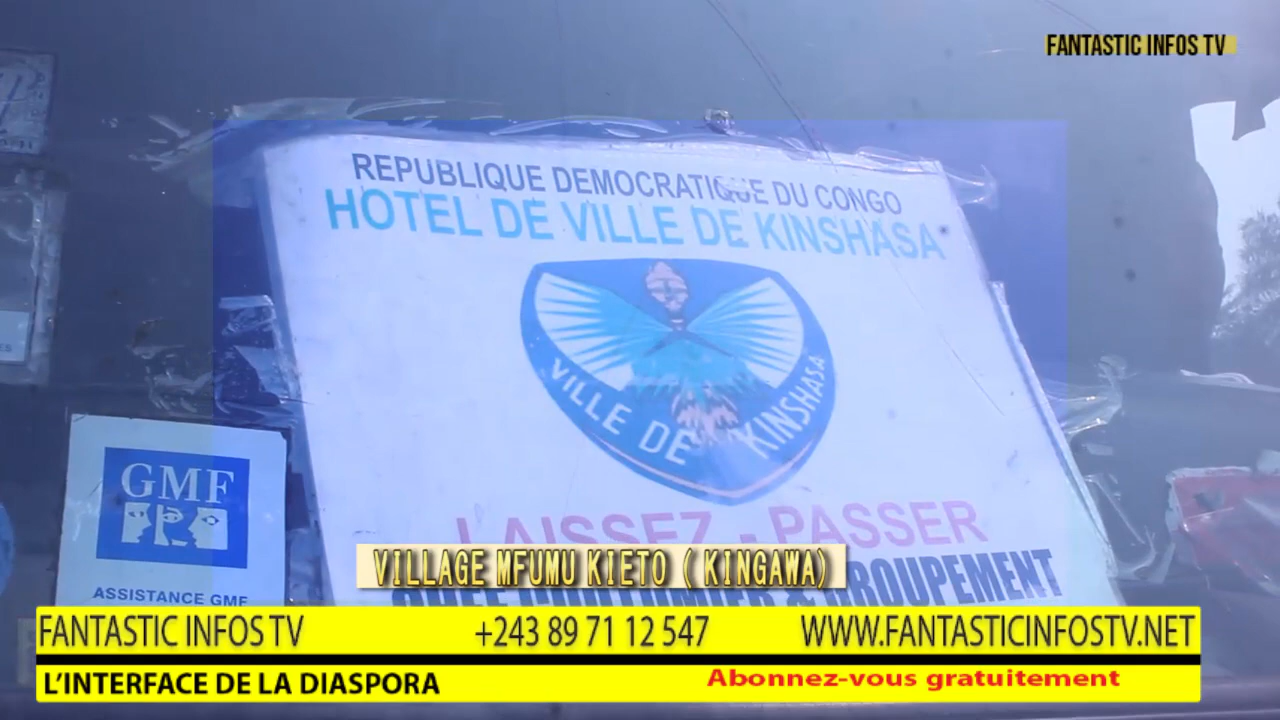 FANTASTIC INFOS TV
REPUBLIQUE DEMOCRATIQUE DU CONGO
HOTEL DE VILLE DE KINSHASA
VILLE DE KINSHASA
LAISSEZ - PASSER
GROUPEMENT
GMF
ASSISTANCE GMF
VILLAGE MFUMU KIETO ( KINGAWA)
FANTASTIC INFOS TV +243 89 71 12 547 WWW.FANTASTICINFOSTV.NET
L'INTERFACE DE LA DIASPORA Abonnez-vous gratuitement